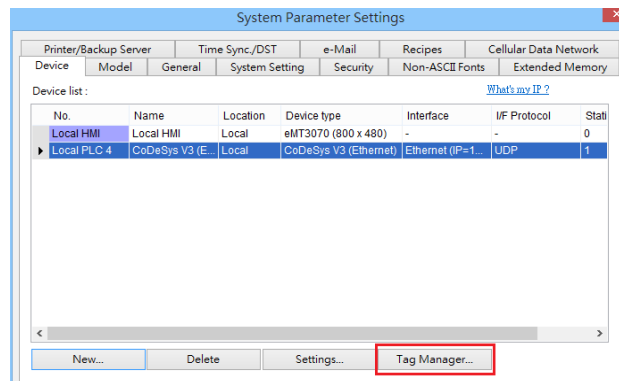 System Parameter Settings
Printer/Backup Server Time Sync./DST e-Mail Recipes Cellular Data Network
Device Model General System Setting Security Non-ASCII Fonts Extended Memory
Device list : What's my IP ?
No. Name Location Device type Interface I/F Protocol Stati
Local HMI Local HMI Local eMT3070 (800 x 480) - - 0
Local PLC 4 CoDeSys V3 (E... Local CoDeSys V3 (Ethernet) Ethernet (IP=1... UDP 1
New... Delete Settings... Tag Manager...